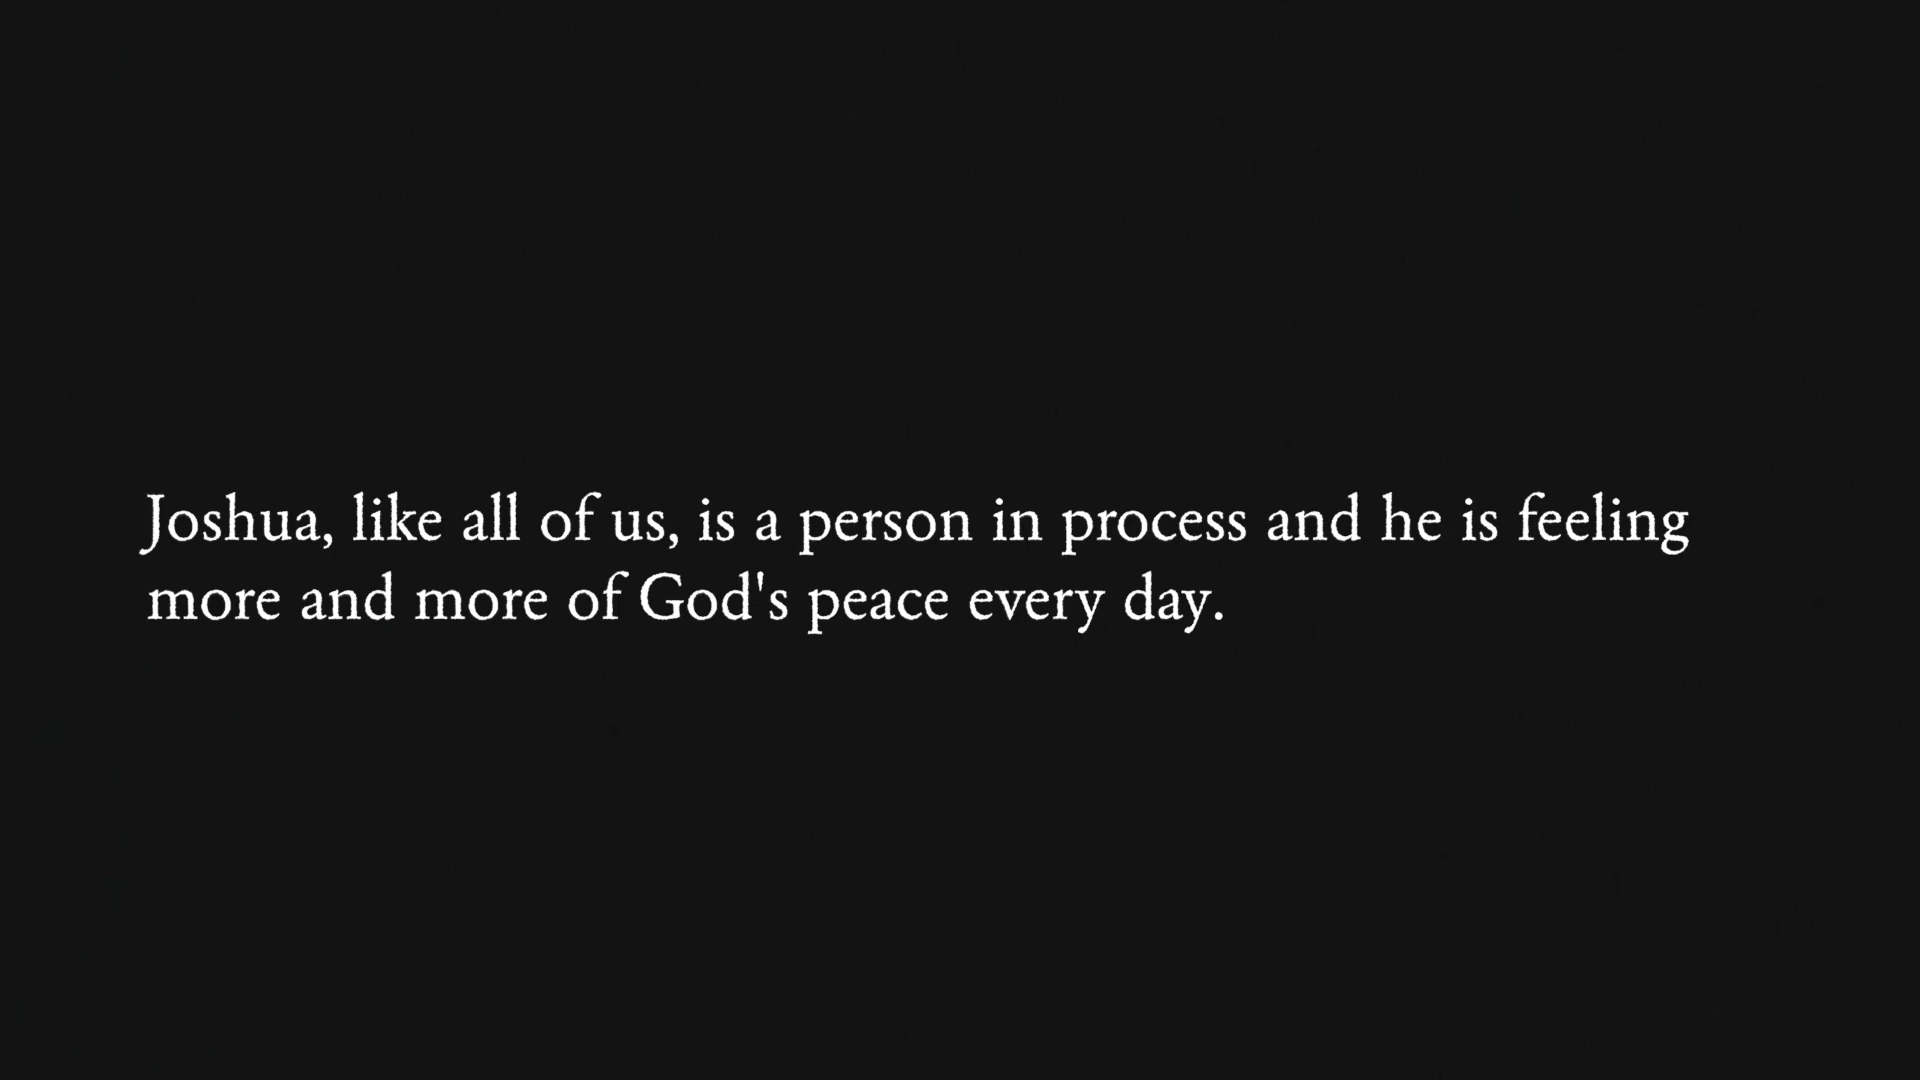 Joshua, like all of us, is a person in process and he is feeling
more and more of God's peace every day.